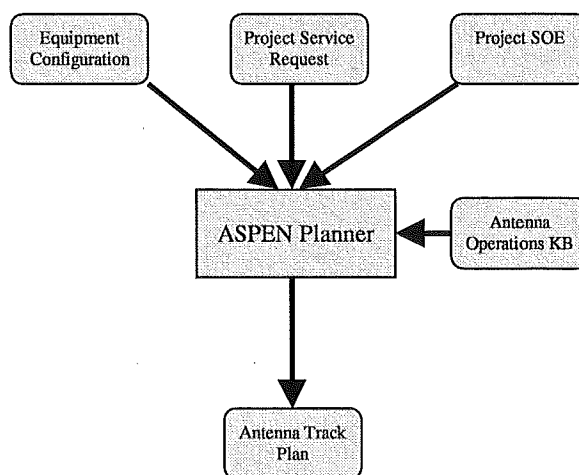 Equipment
Configuration
Project Service
Request
Project SOE
ASPEN Planner
Antenna
Operations KB
Antenna Track
Plan